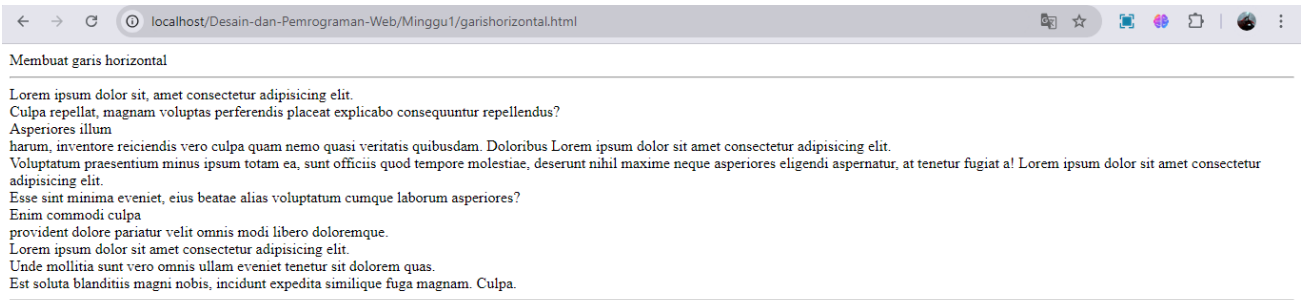 localhost/Desain-dan-Pemrograman-Web/Minggu1/garishorizontal.html
Membuat garis horizontal
Lorem ipsum dolor sit, amet consectetur adipisicing elit.
Culpa repellat, magnam voluptas perferendis placeat explicabo consequuntur repellendus?
Asperiores illum
harum, inventore reiciendis vero culpa quam nemo quasi veritatis quibusdam. Doloribus Lorem ipsum dolor sit amet consectetur adipisicing elit.
Voluptatum praesentium minus ipsum totam ea, sunt officiis quod tempore molestiae, deserunt nihil maxime neque asperiores eligendi aspernatur, at tenetur fugiat a! Lorem ipsum dolor sit amet consectetur
adipisicing elit.
Esse sint minima eveniet, eius beatae alias voluptatum cumque laborum asperiores?
Enim commodi culpa
provident dolore pariatur velit omnis modi libero doloremque.
Lorem ipsum dolor sit amet consectetur adipisicing elit.
Unde mollitia sunt vero omnis ullam eveniet tenetur sit dolorem quas.
Est soluta blanditiis magni nobis, incidunt expedita similique fuga magnam. Culpa.